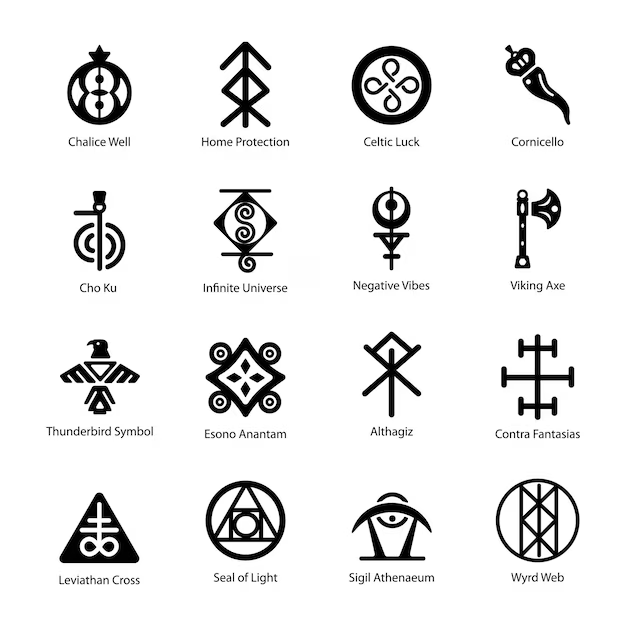 Chalice Well
Home Protection
Celtic Luck
Cornicello
Cho Ku
Infinite Universe
Negative Vibes
Viking Axe
Thunderbird Symbol
Esono Anantam
Althagiz
Contra Fantasias
Leviathan Cross
Seal of Light
Sigil Athenaeum
Wyrd Web